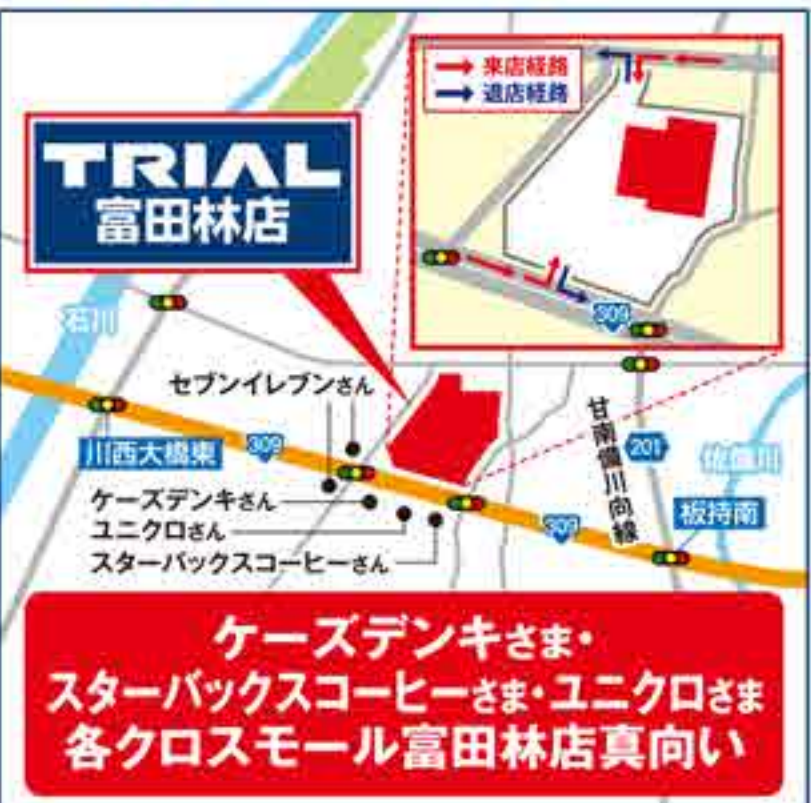 TRIAL
富田林店
来店経路
退店経路
309
石川
セブンイレブンさん
川西大橋東
309
ケーズデンキさん
ユニクロさん
スターバックスコーヒーさん
甘南備川向線
201
佐備川
309
板持南
ケーズデンキさま・
スターバックスコーヒーさま・ユニクロさま
各クロスモール富田林店真向い